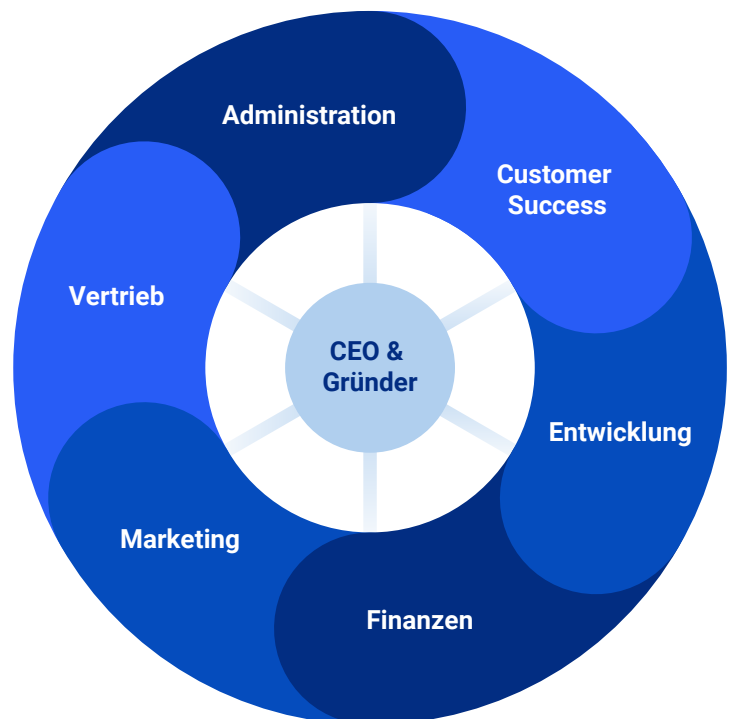 Administration
Customer
Success
Vertrieb
CEO &
Gründer
Entwicklung
Marketing
Finanzen